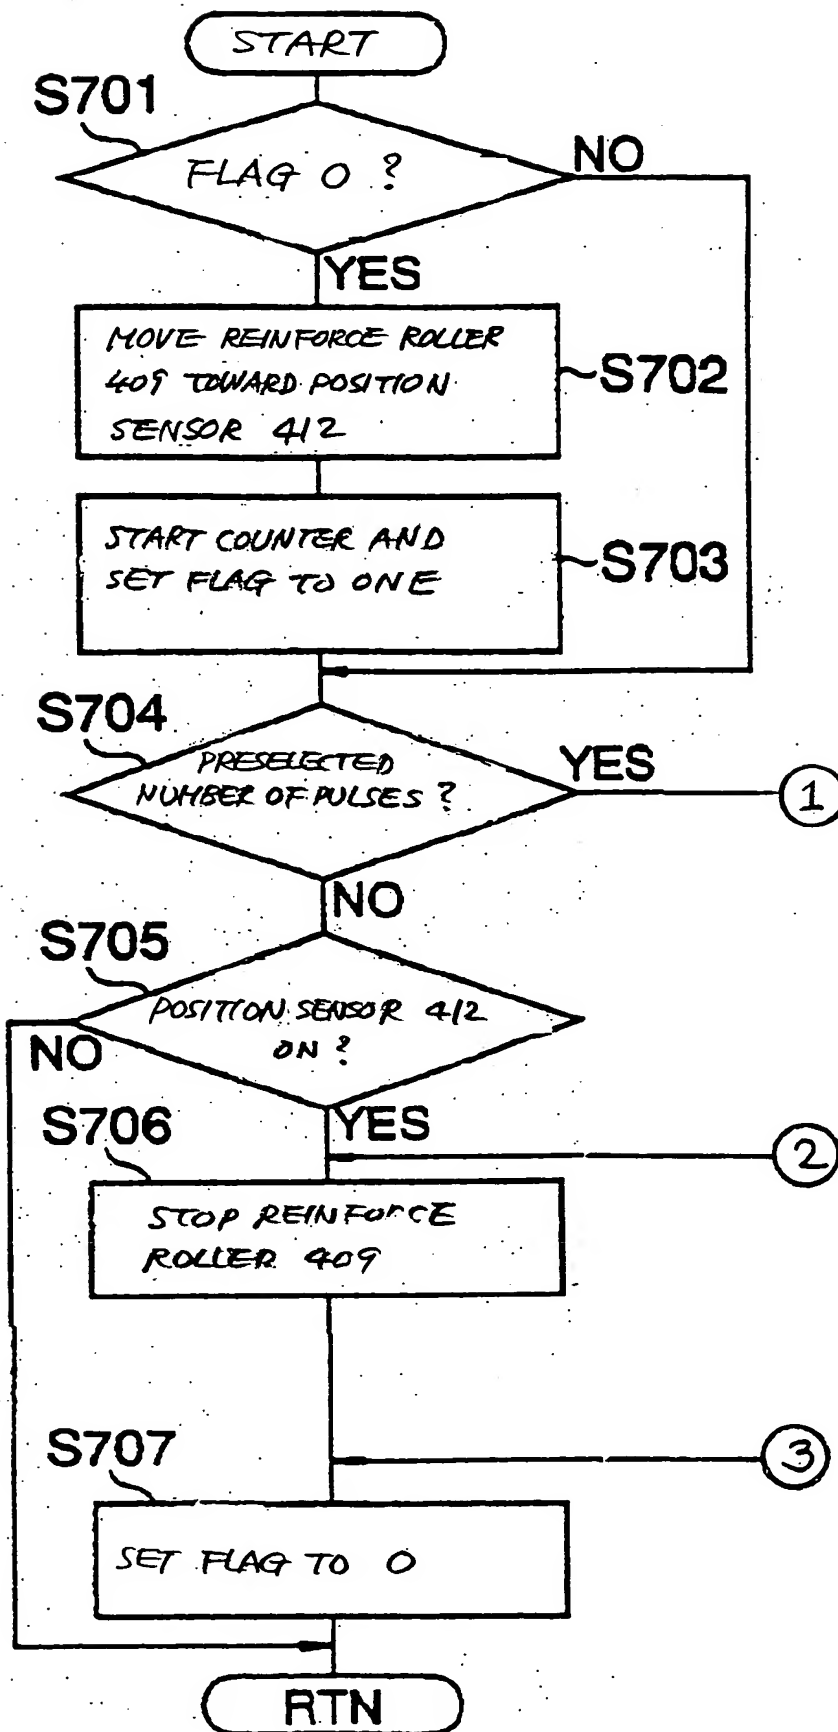 START
S701
FLAG 0 ?
NO
YES
MOVE REINFORCE ROLLER
409 TOWARD POSITION
SENSOR 412
S702
START COUNTER AND
SET FLAG TO ONE
S703
S704
PRESELECTED
NUMBER OF PULSES ?
YES
1
NO
S705
POSITION SENSOR 412
ON ?
NO
YES
2
S706
STOP REINFORCE
ROLLER 409
3
S707
SET FLAG TO 0
RTN